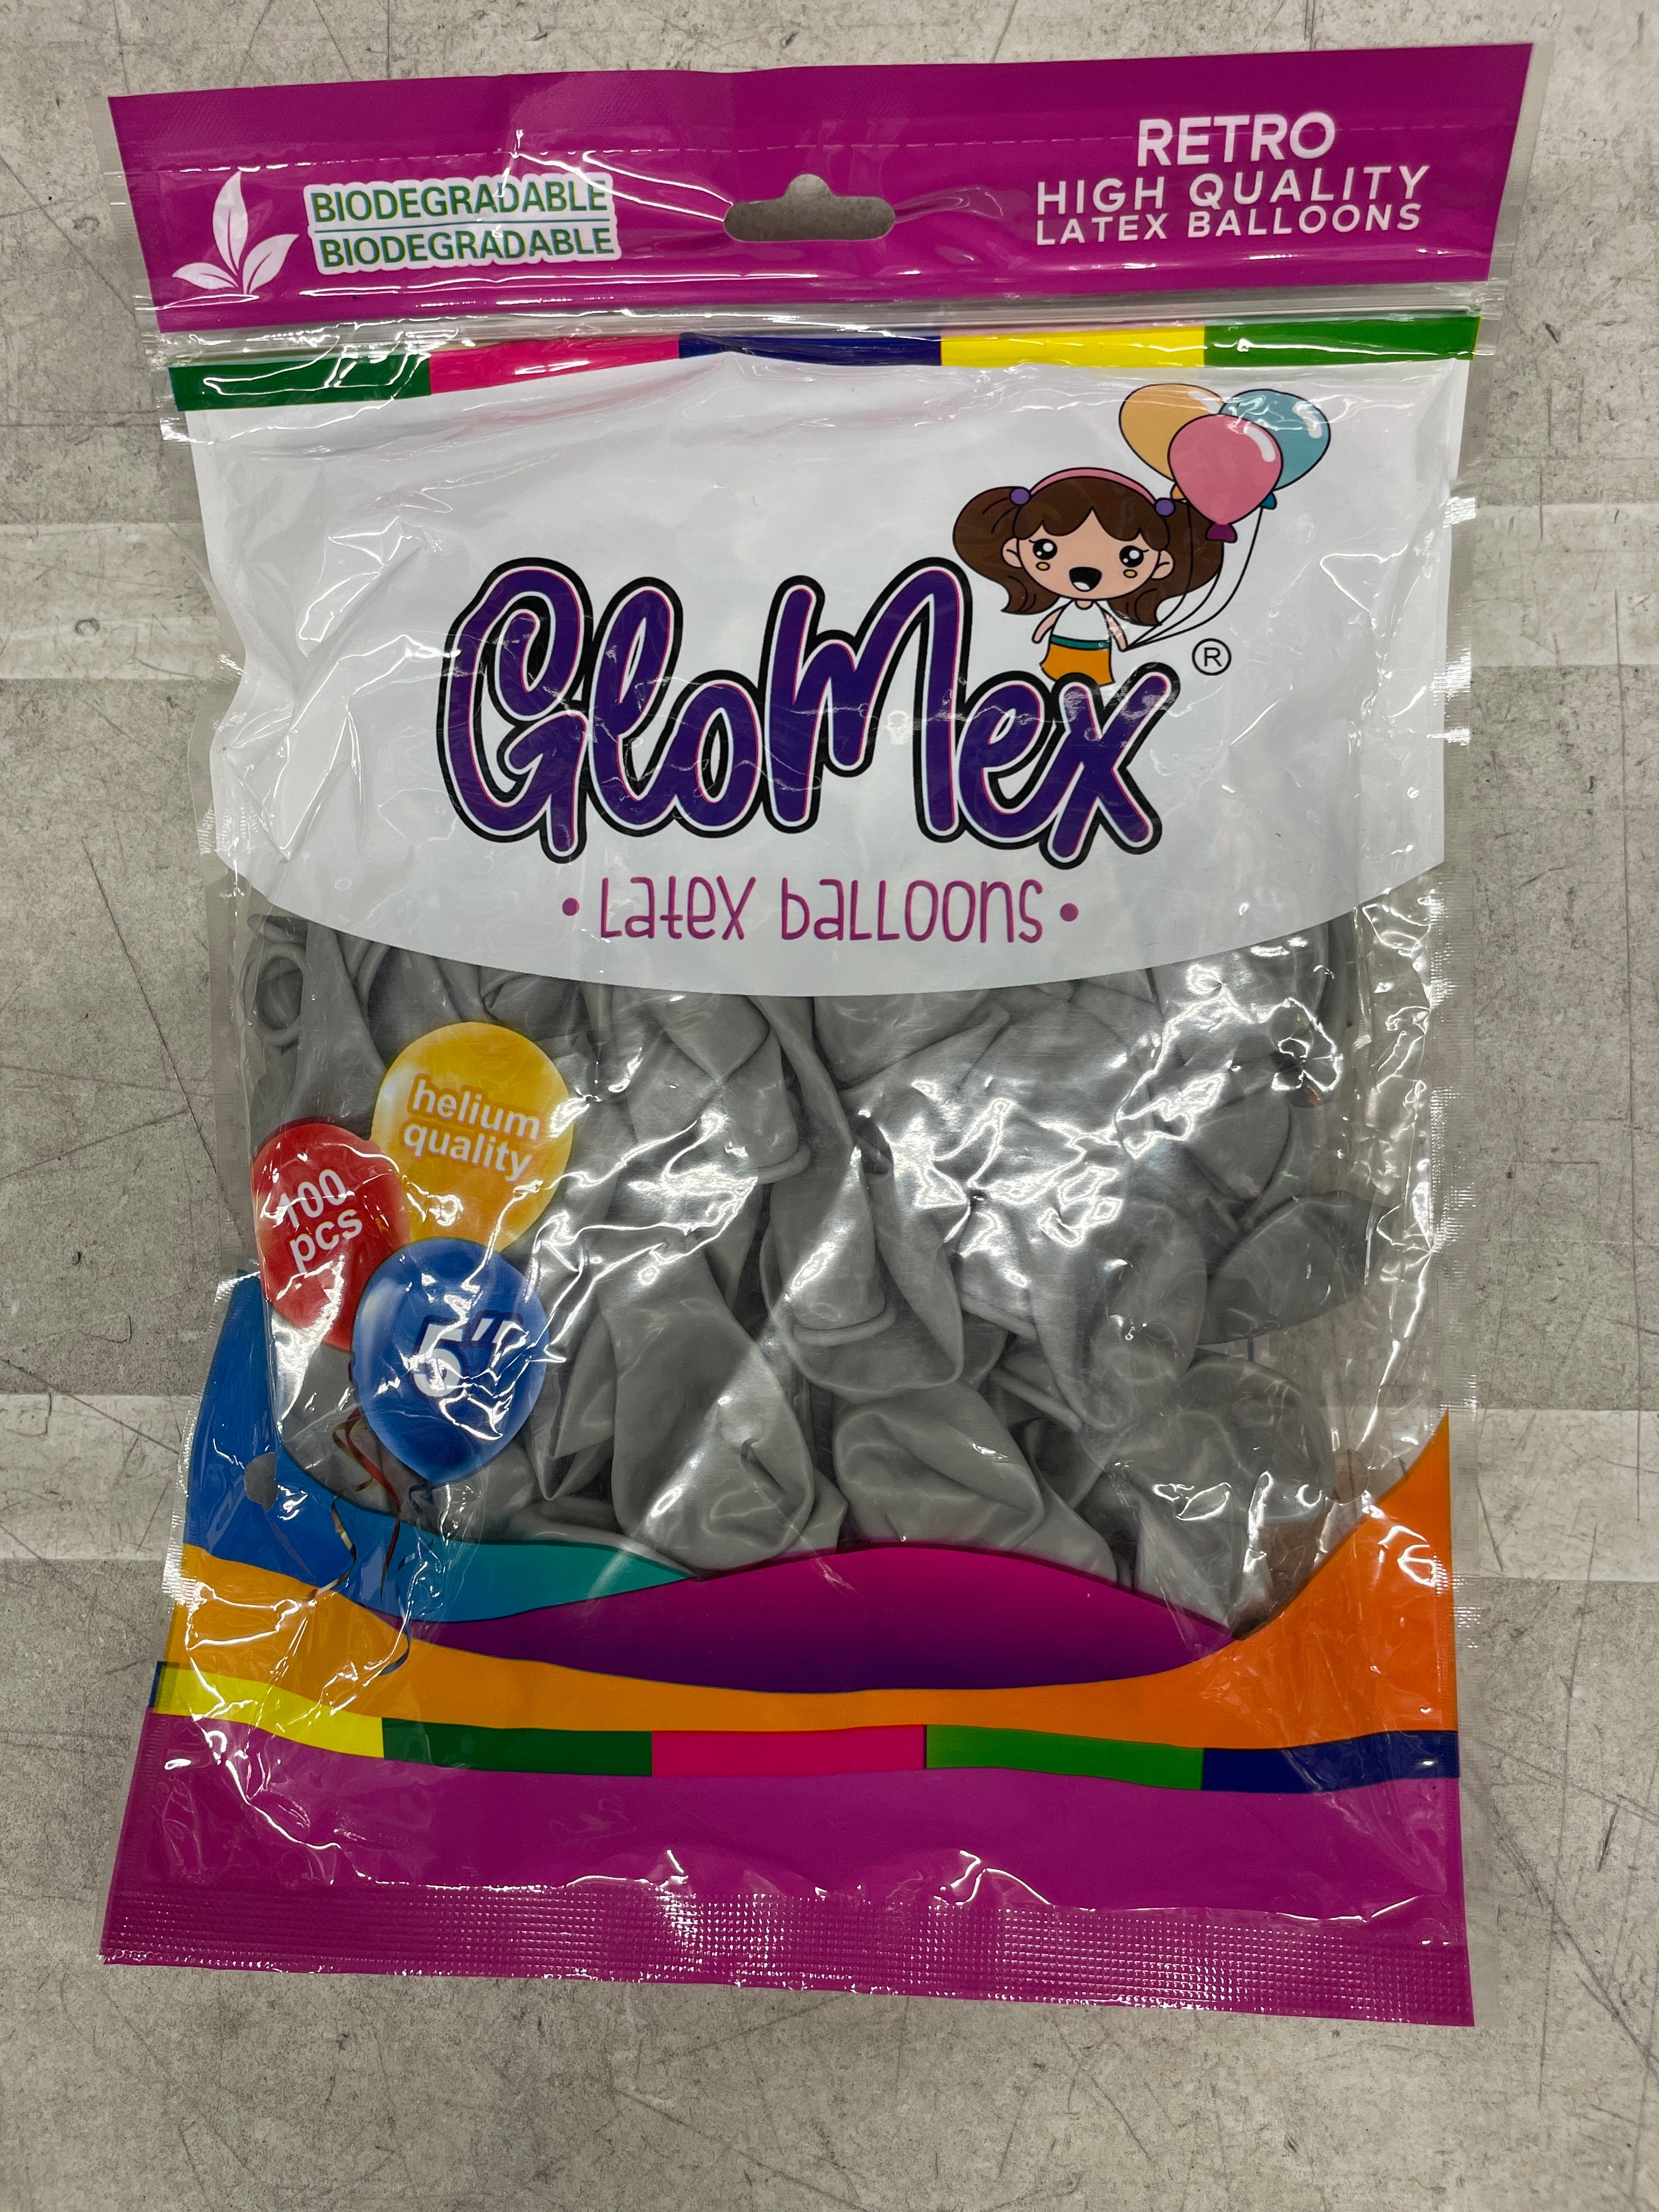 BIODEGRADABLE
BIODEGRADABLE
RETRO
HIGH QUALITY
LATEX BALLOONS
GloMex®
• Latex balloons •
helium
quality
100
pcs
5"